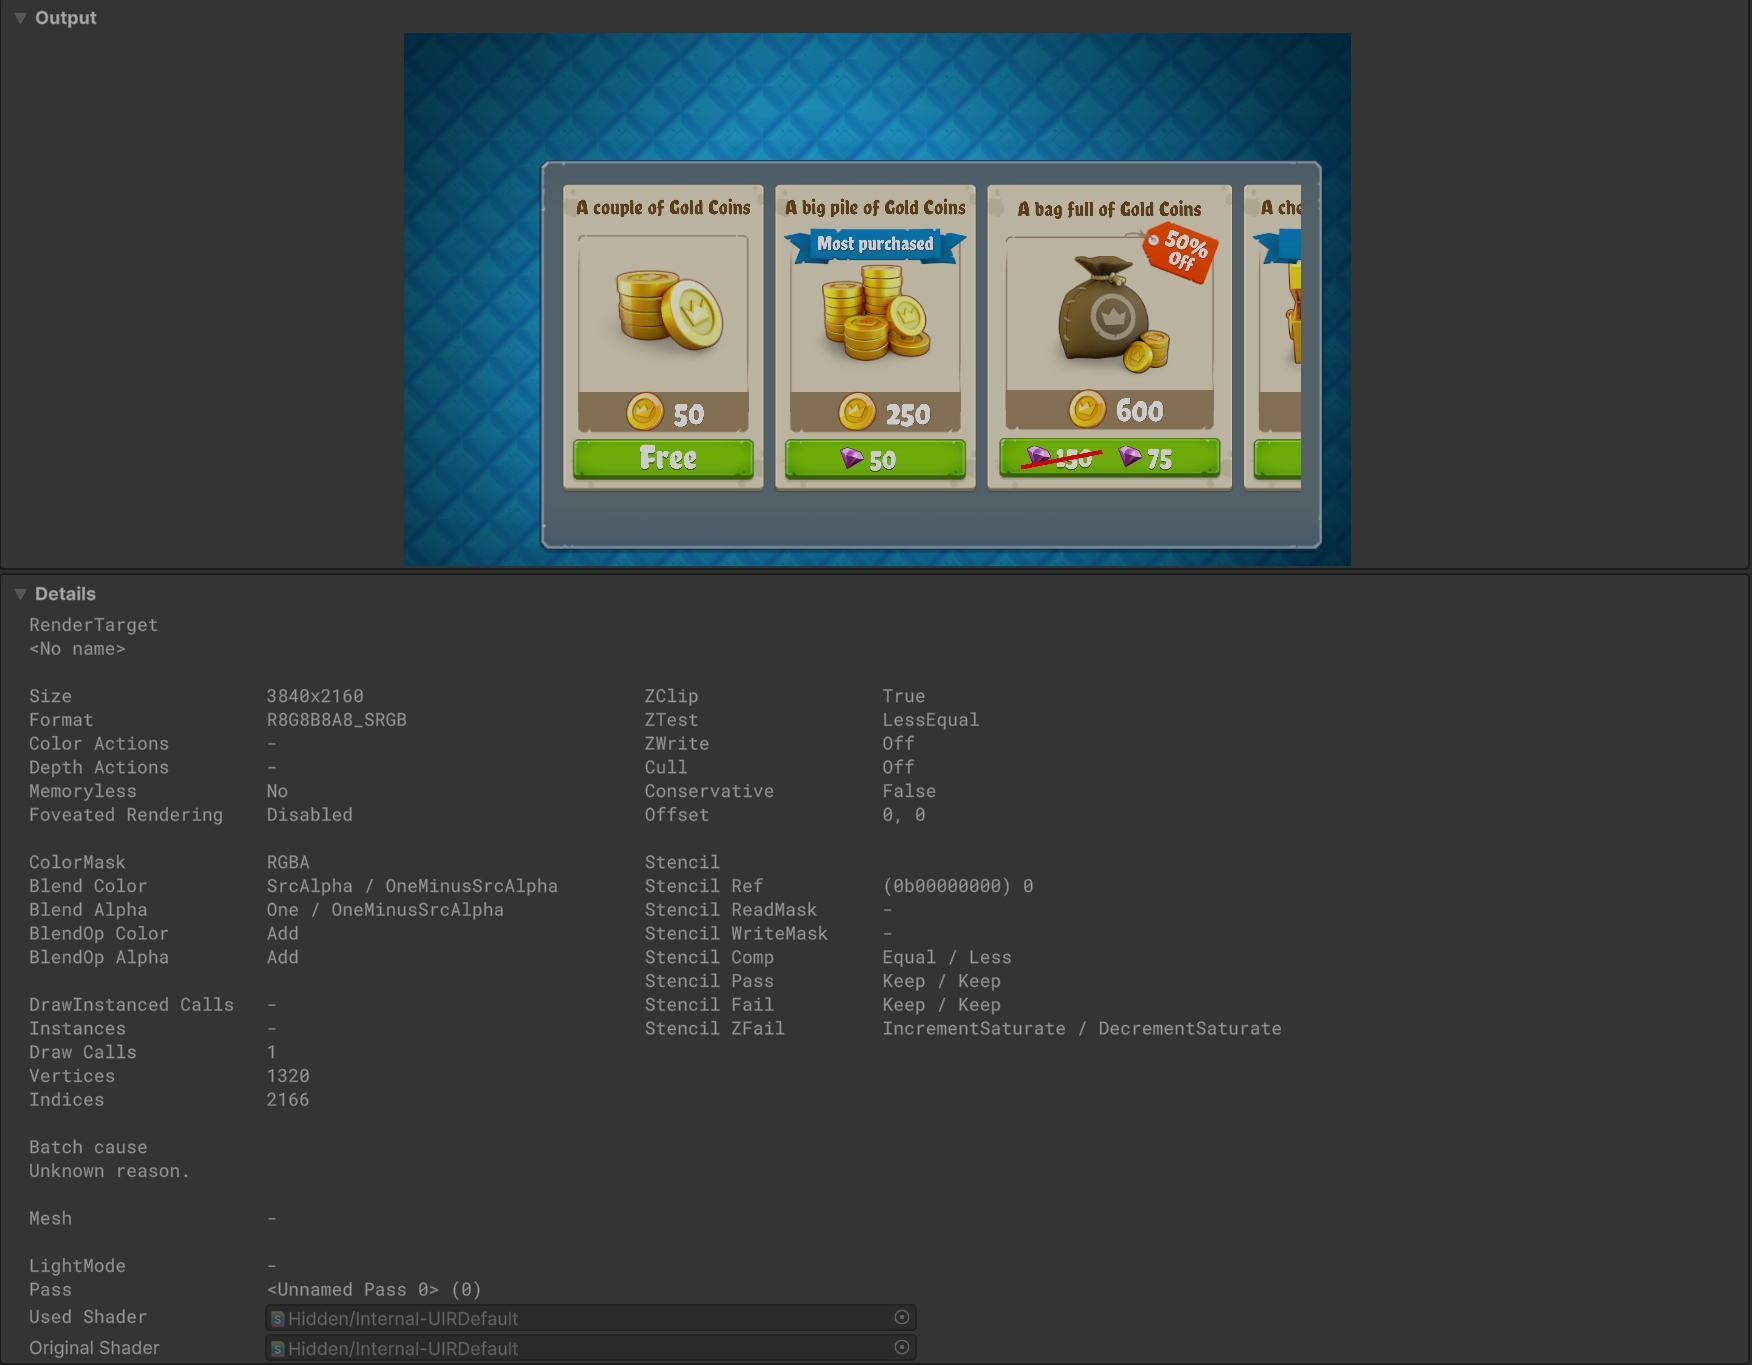 Output
A couple of Gold Coins
50
Free
A big pile of Gold Coins
Most purchased
250
50
A bag full of Gold Coins
50%
Off
600
150 75
A che
Details
RenderTarget
<No name>
Size 3840x2160 ZClip True
Format R8G8B8A8_SRGB ZTest LessEqual
Color Actions - ZWrite Off
Depth Actions - Cull Off
Memoryless No Conservative False
Foveated Rendering Disabled Offset 0, 0
ColorMask RGBA Stencil
Blend Color SrcAlpha / OneMinusSrcAlpha Stencil Ref (0b00000000) 0
Blend Alpha One / OneMinusSrcAlpha Stencil ReadMask -
BlendOp Color Add Stencil WriteMask -
BlendOp Alpha Add Stencil Comp Equal / Less
Stencil Pass Keep / Keep
DrawInstanced Calls - Stencil Fail Keep / Keep
Instances - Stencil ZFail IncrementSaturate / DecrementSaturate
Draw Calls 1
Vertices 1320
Indices 2166
Batch cause
Unknown reason.
Mesh -
LightMode -
Pass <Unnamed Pass 0> (0)
Used Shader Hidden/Internal-UIRDefault
Original Shader Hidden/Internal-UIRDefault